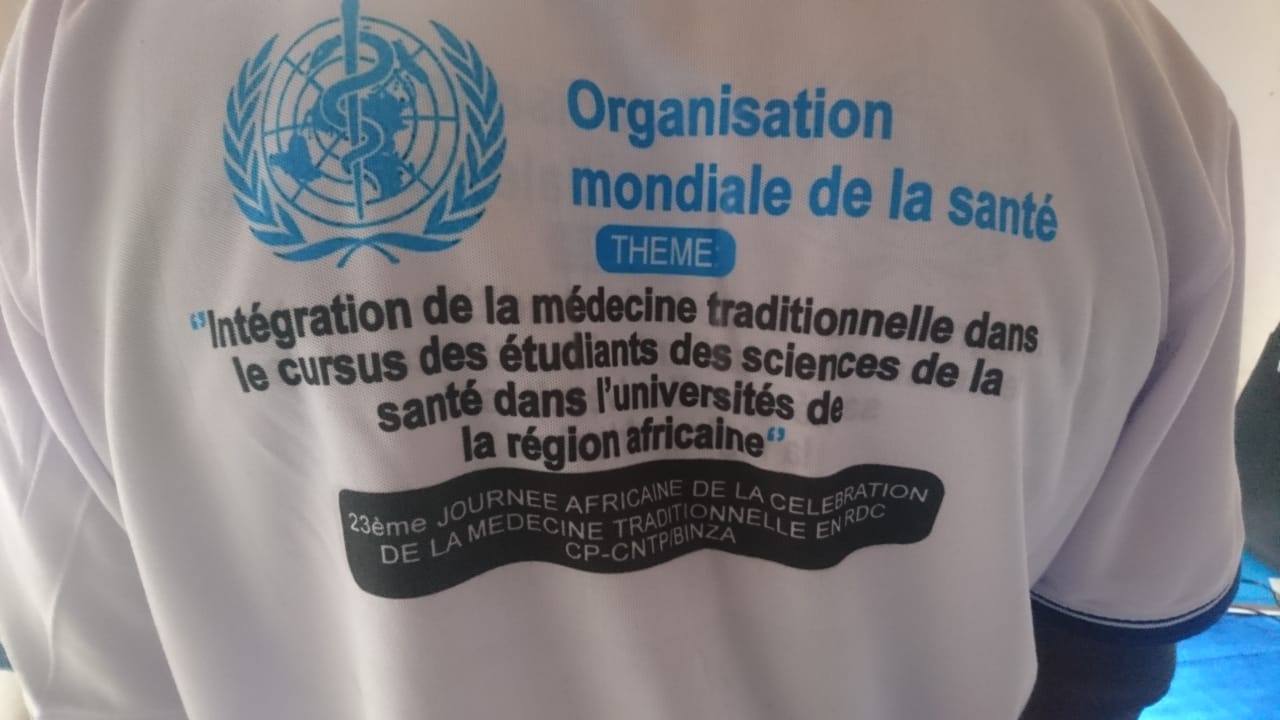 Organisation
mondiale de la santé
THEME
“Intégration de la médecine traditionnelle dans
le cursus des étudiants des sciences de la
santé dans l'universités de
la région africaine”
23ème JOURNEE AFRICAINE DE LA CELEBRATION
DE LA MEDECINE TRADITIONNELLE EN RDC
CP-CNTP/BINZA